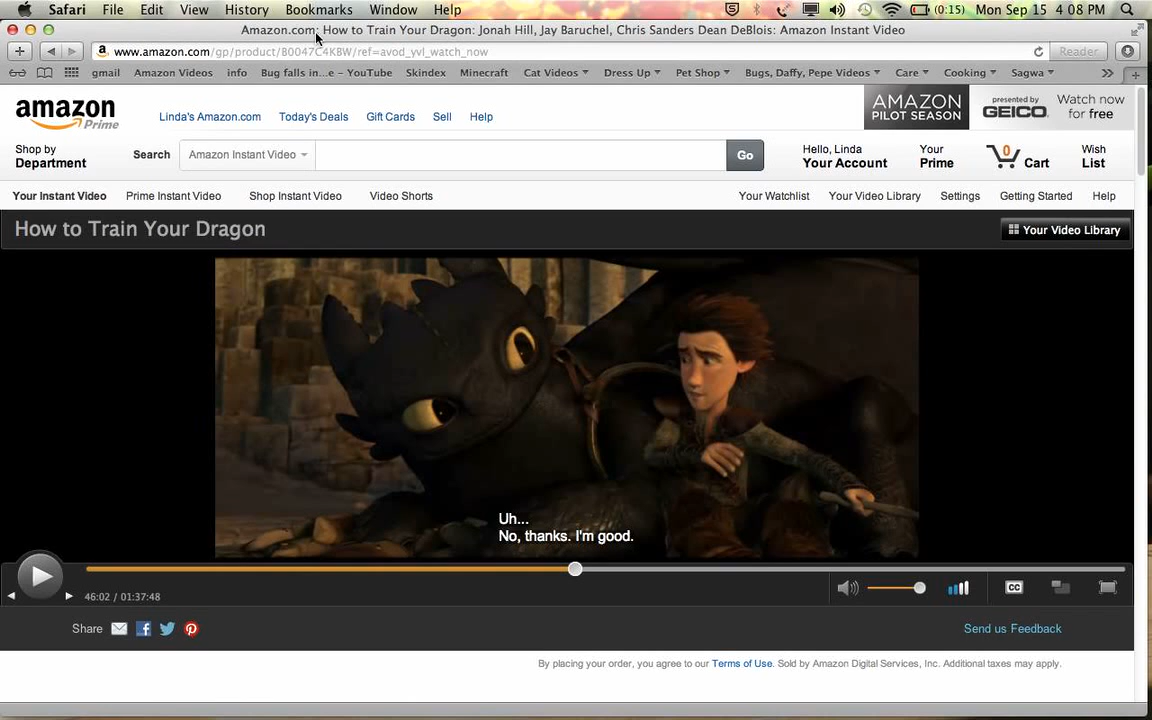 Safari File Edit View History Bookmarks Window Help (0:15) Mon Sep 15 4:08 PM
Amazon.com: How to Train Your Dragon: Jonah Hill, Jay Baruchel, Chris Sanders Dean DeBlois: Amazon Instant Video
www.amazon.com/gp/product/B0047C4KBW/ref=avod_yvl_watch_now Reader
gmail Amazon Videos info Bug falls in...e – YouTube Skindex Minecraft Cat Videos Dress Up Pet Shop Bugs, Daffy, Pepe Videos Care Cooking Sagwa
amazon Prime
Linda's Amazon.com Today's Deals Gift Cards Sell Help
AMAZON PILOT SEASON
presented by GEICO
Watch now for free
Shop by
Department
Search Amazon Instant Video Go
Hello, Linda
Your Account
Your
Prime
0
Cart
Wish
List
Your Instant Video Prime Instant Video Shop Instant Video Video Shorts Your Watchlist Your Video Library Settings Getting Started Help
How to Train Your Dragon Your Video Library
Uh...
No, thanks. I'm good.
46:02 / 01:37:48 CC
Share Send us Feedback
By placing your order, you agree to our Terms of Use. Sold by Amazon Digital Services, Inc. Additional taxes may apply.